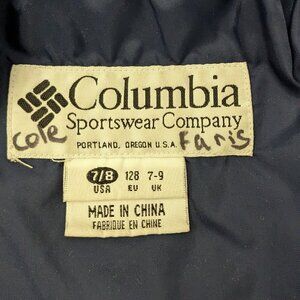 Columbia
Cole Sportswear Company Faris
PORTLAND, OREGON U.S.A.
7/8 128 7-9
USA EU UK
MADE IN CHINA
FABRIQUÉ EN CHINE